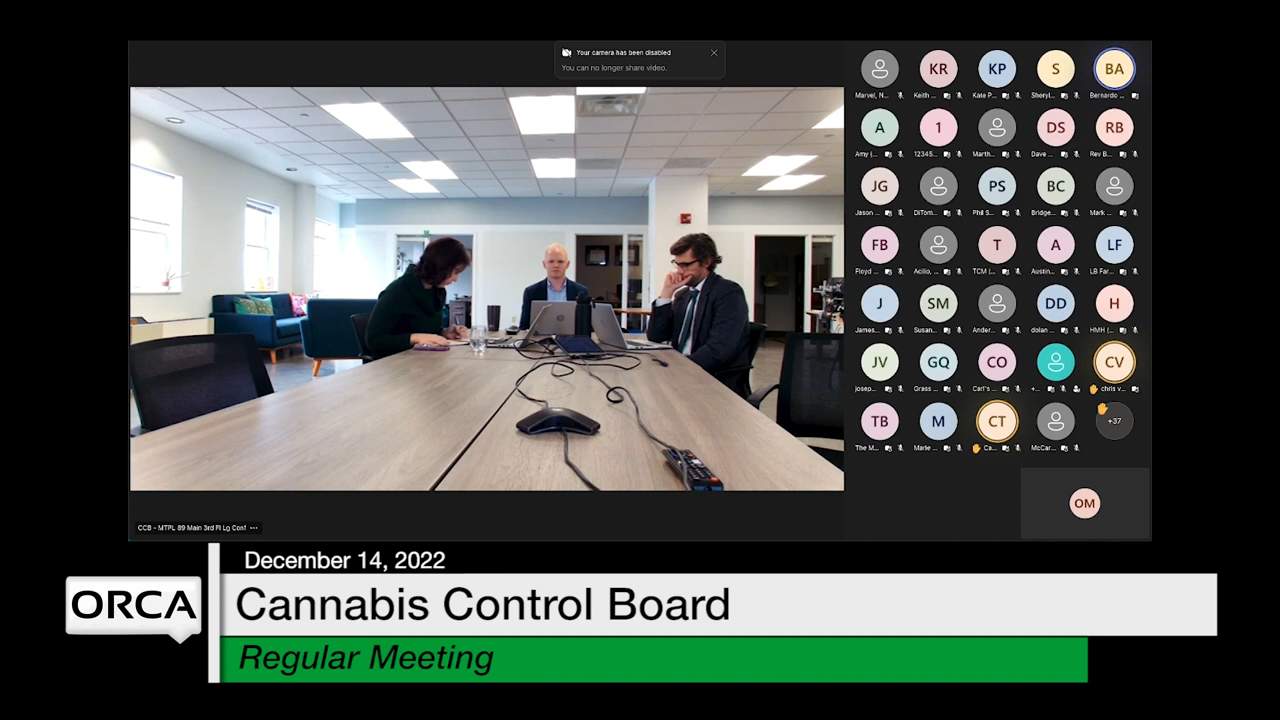 Your camera has been disabled
You can no longer share video.
KR
KP
S
BA
Marvel, N...
Keith ...
Kate P...
Sheryl...
Bernardo ...
A
1
DS
RB
Amy (...
12345...
Marth...
Dave ...
Rev B...
JG
PS
BC
Jason ...
DiTom...
Phil S...
Bridge...
Mark ...
FB
T
A
LF
Floyd ...
Acilio, ...
TCM (...
Austin...
LB Far...
J
SM
DD
H
James...
Susan...
Ander...
dolan ...
HMH (...
JV
GQ
CO
CV
josep...
Grass ...
Carl's ...
+...
chris v...
TB
M
CT
+37
The M...
Marie ...
Ca...
McCar...
OM
CCB - MTPL 89 Main 3rd Fl Lg Conf ...
December 14, 2022
ORCA
Cannabis Control Board
Regular Meeting